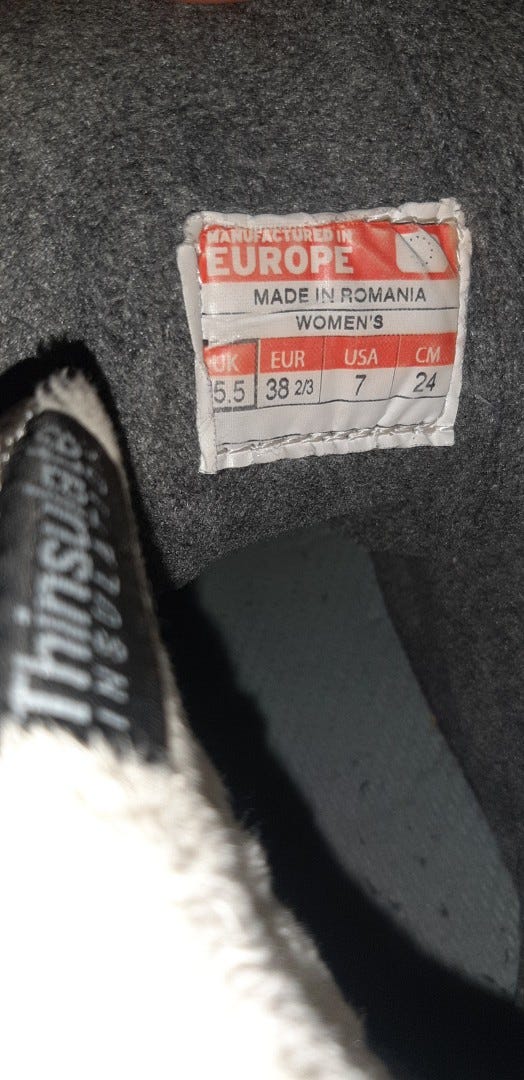 MANUFACTURED IN
EUROPE
MADE IN ROMANIA
WOMEN'S
UK EUR USA CM
5.5 38 2/3 7 24
Thinsulate